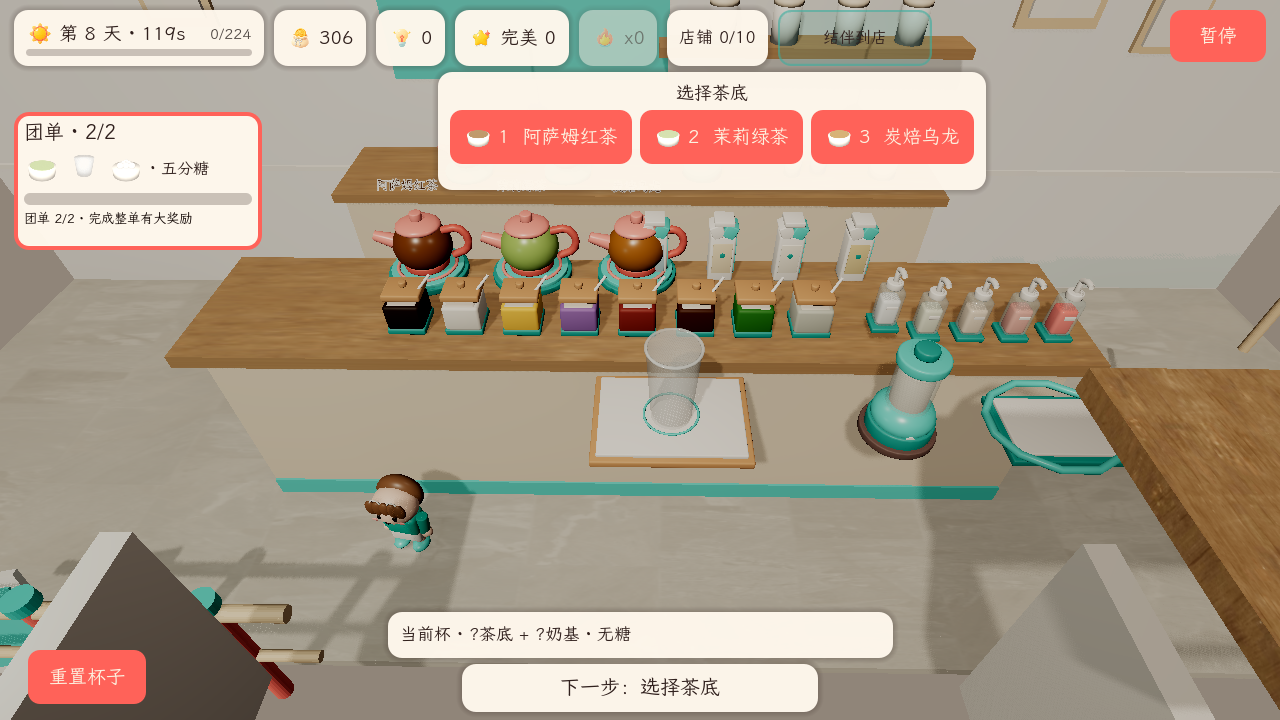 第 8 天・119s
0/224
306
0
完美 0
x0
店铺 0/10
结伴到店
暂停
选择茶底
1 阿萨姆红茶
2 茉莉绿茶
3 炭焙乌龙
团单・2/2
・五分糖
团单 2/2・完成整单有大奖励
阿萨姆红茶
当前杯・?茶底 + ?奶基・无糖
下一步: 选择茶底
重置杯子